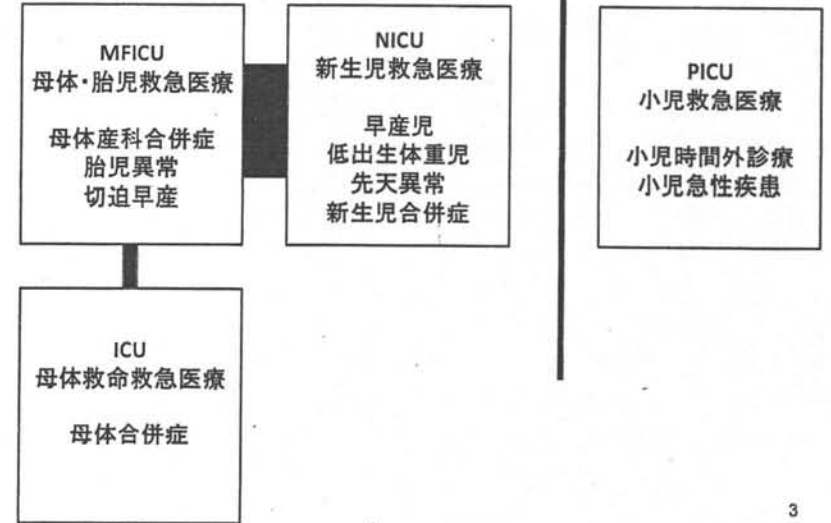 MFICU
母体・胎児救急医療
母体産科合併症
胎児異常
切迫早産
NICU
新生児救急医療
早産児
低出生体重児
先天異常
新生児合併症
PICU
小児救急医療
小児時間外診療
小児急性疾患
ICU
母体救命救急医療
母体合併症
3